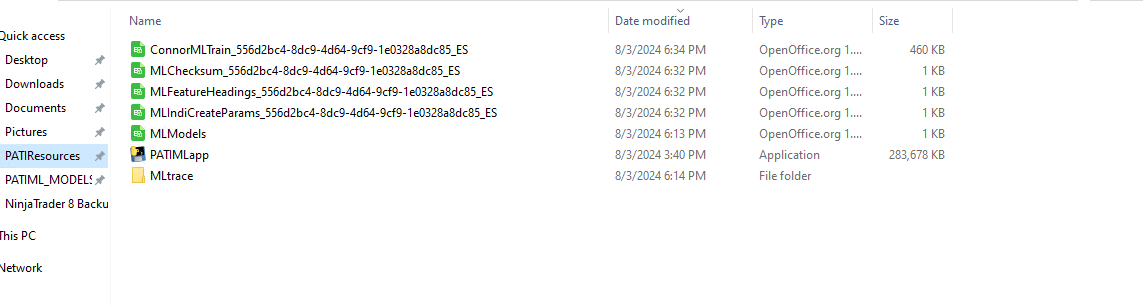 Name Date modified Type Size
Quick access
Desktop
Downloads
Documents
Pictures
PATIResources
PATIML_MODELS
NinjaTrader 8 Backu
This PC
Network
ConnorMLTrain_556d2bc4-8dc9-4d64-9cf9-1e0328a8dc85_ES 8/3/2024 6:34 PM OpenOffice.org 1.... 460 KB
MLChecksum_556d2bc4-8dc9-4d64-9cf9-1e0328a8dc85_ES 8/3/2024 6:32 PM OpenOffice.org 1.... 1 KB
MLFeatureHeadings_556d2bc4-8dc9-4d64-9cf9-1e0328a8dc85_ES 8/3/2024 6:32 PM OpenOffice.org 1.... 1 KB
MLIndiCreateParams_556d2bc4-8dc9-4d64-9cf9-1e0328a8dc85_ES 8/3/2024 6:32 PM OpenOffice.org 1.... 1 KB
MLModels 8/3/2024 6:13 PM OpenOffice.org 1.... 1 KB
PATIMLapp 8/3/2024 3:40 PM Application 283,678 KB
MLtrace 8/3/2024 6:14 PM File folder